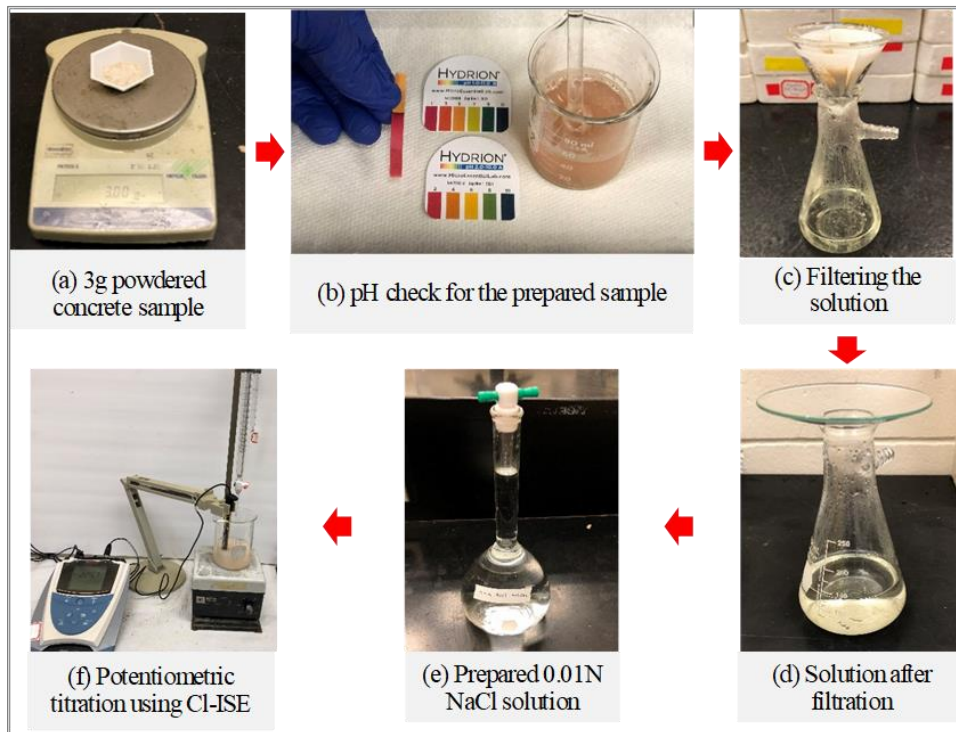 3.00 g
HYDRION
HYDRION
(a) 3g powdered
concrete sample
(b) pH check for the prepared sample
(c) Filtering the
solution
(f) Potentiometric
titration using Cl-ISE
(e) Prepared 0.01N
NaCl solution
(d) Solution after
filtration